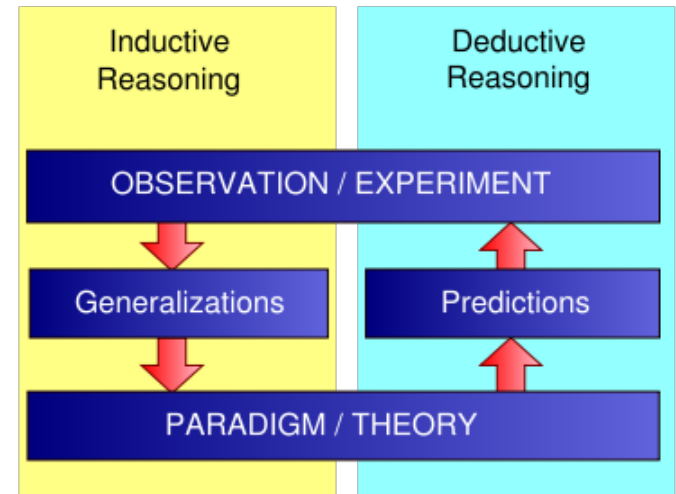 Inductive
Reasoning
Deductive
Reasoning
OBSERVATION / EXPERIMENT
Generalizations
Predictions
PARADIGM / THEORY